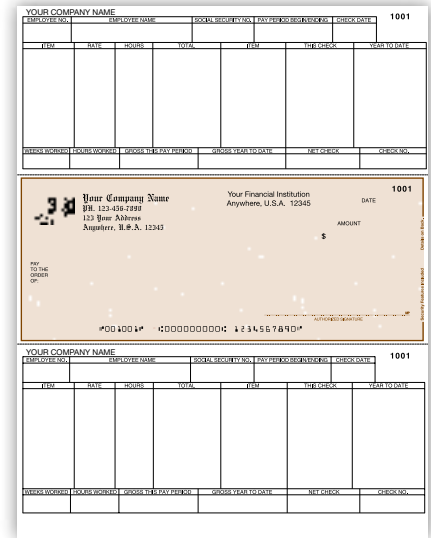 YOUR COMPANY NAME
1001
EMPLOYEE NO. EMPLOYEE NAME SOCIAL SECURITY NO. PAY PERIOD BEGIN/ENDING CHECK DATE
ITEM RATE HOURS TOTAL ITEM THIS CHECK YEAR TO DATE
WEEKS WORKED HOURS WORKED GROSS THIS PAY PERIOD GROSS YEAR TO DATE NET CHECK CHECK NO.
1001
Your Company Name
PH. 123-456-7890
123 Your Address
Anywhere, U.S.A. 12345
Your Financial Institution
Anywhere, U.S.A. 12345
DATE
AMOUNT
$
PAY
TO THE
ORDER
OF:
AUTHORIZED SIGNATURE
Security Features Included
Details on Back.
⑈001001⑈ ⑆000000000⑆ 1234567890⑈
YOUR COMPANY NAME
1001
EMPLOYEE NO. EMPLOYEE NAME SOCIAL SECURITY NO. PAY PERIOD BEGIN/ENDING CHECK DATE
ITEM RATE HOURS TOTAL ITEM THIS CHECK YEAR TO DATE
WEEKS WORKED HOURS WORKED GROSS THIS PAY PERIOD GROSS YEAR TO DATE NET CHECK CHECK NO.